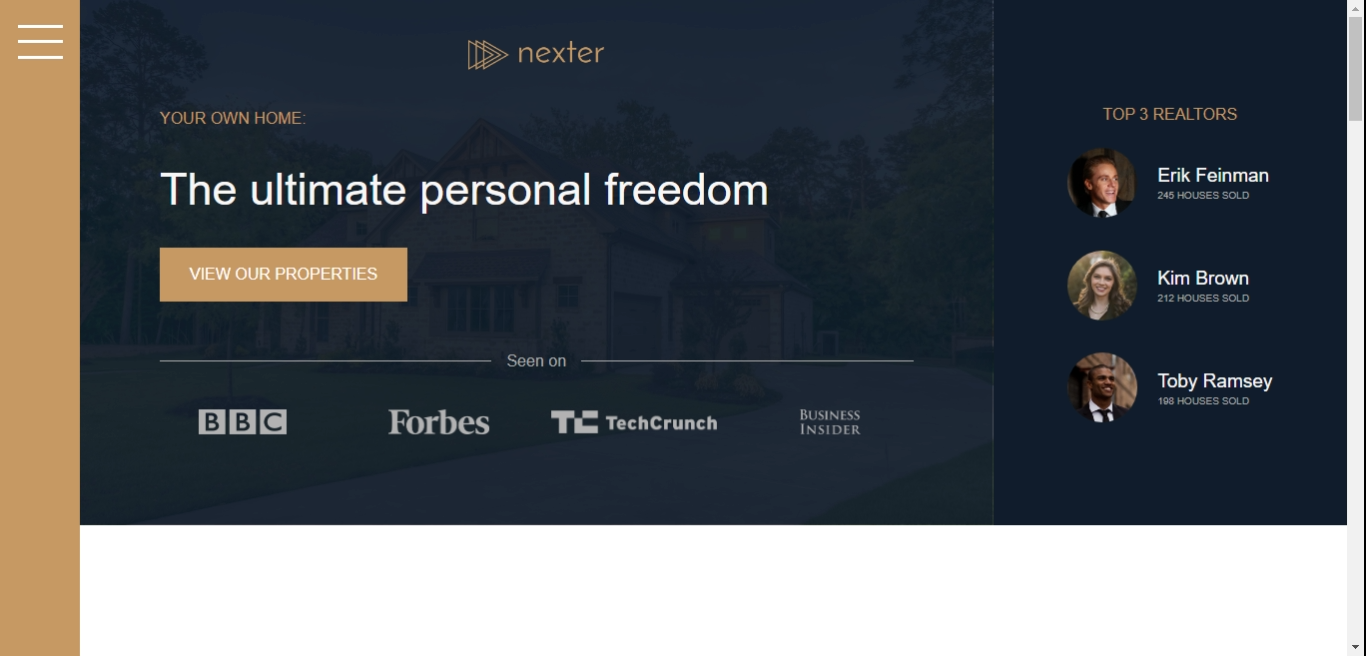 nexter
YOUR OWN HOME:
The ultimate personal freedom
VIEW OUR PROPERTIES
Seen on
BBC
Forbes
TC TechCrunch
BUSINESS
INSIDER
TOP 3 REALTORS
Erik Feinman
245 HOUSES SOLD
Kim Brown
212 HOUSES SOLD
Toby Ramsey
198 HOUSES SOLD